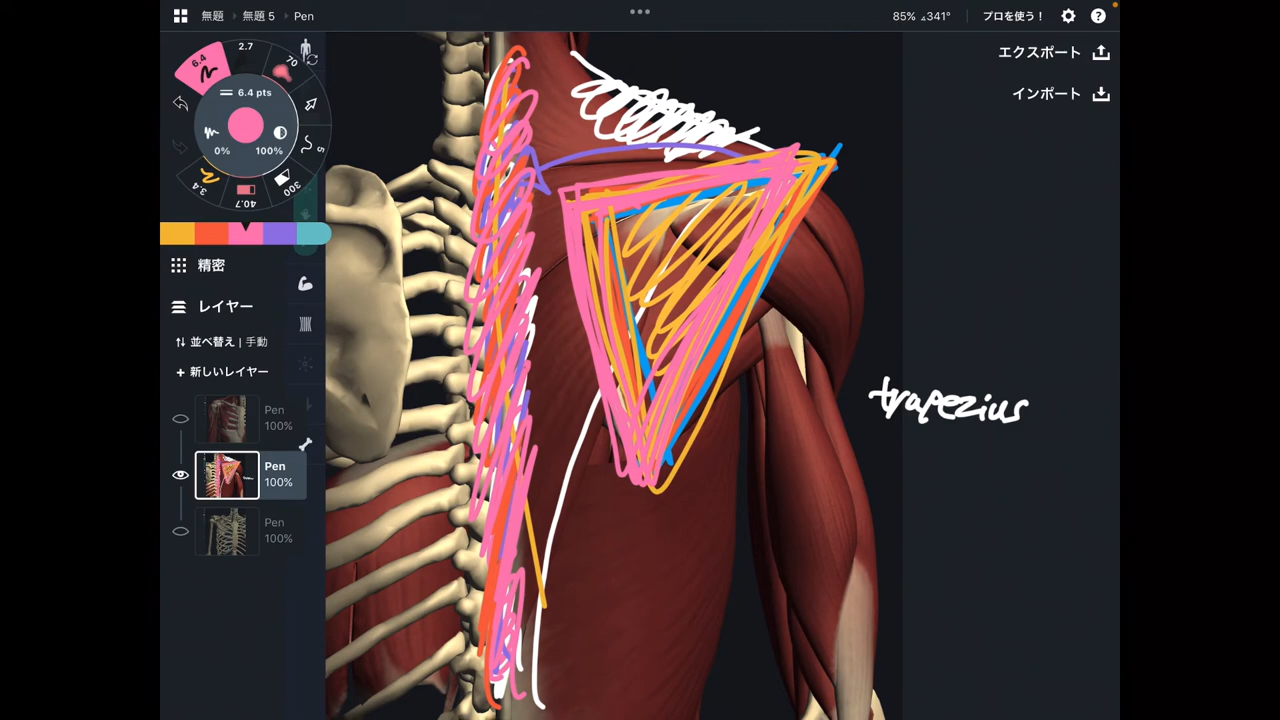 無題 無題 5 Pen
85% ⊿341° プロを使う！ ?
エクスポート
インポート
2.7
6.4
70
6.4 pts
5
0% 100%
3.4
300
40.7
精密
レイヤー
並べ替え | 手動
+ 新しいレイヤー
Pen
100%
Pen
100%
Pen
100%
trapezius